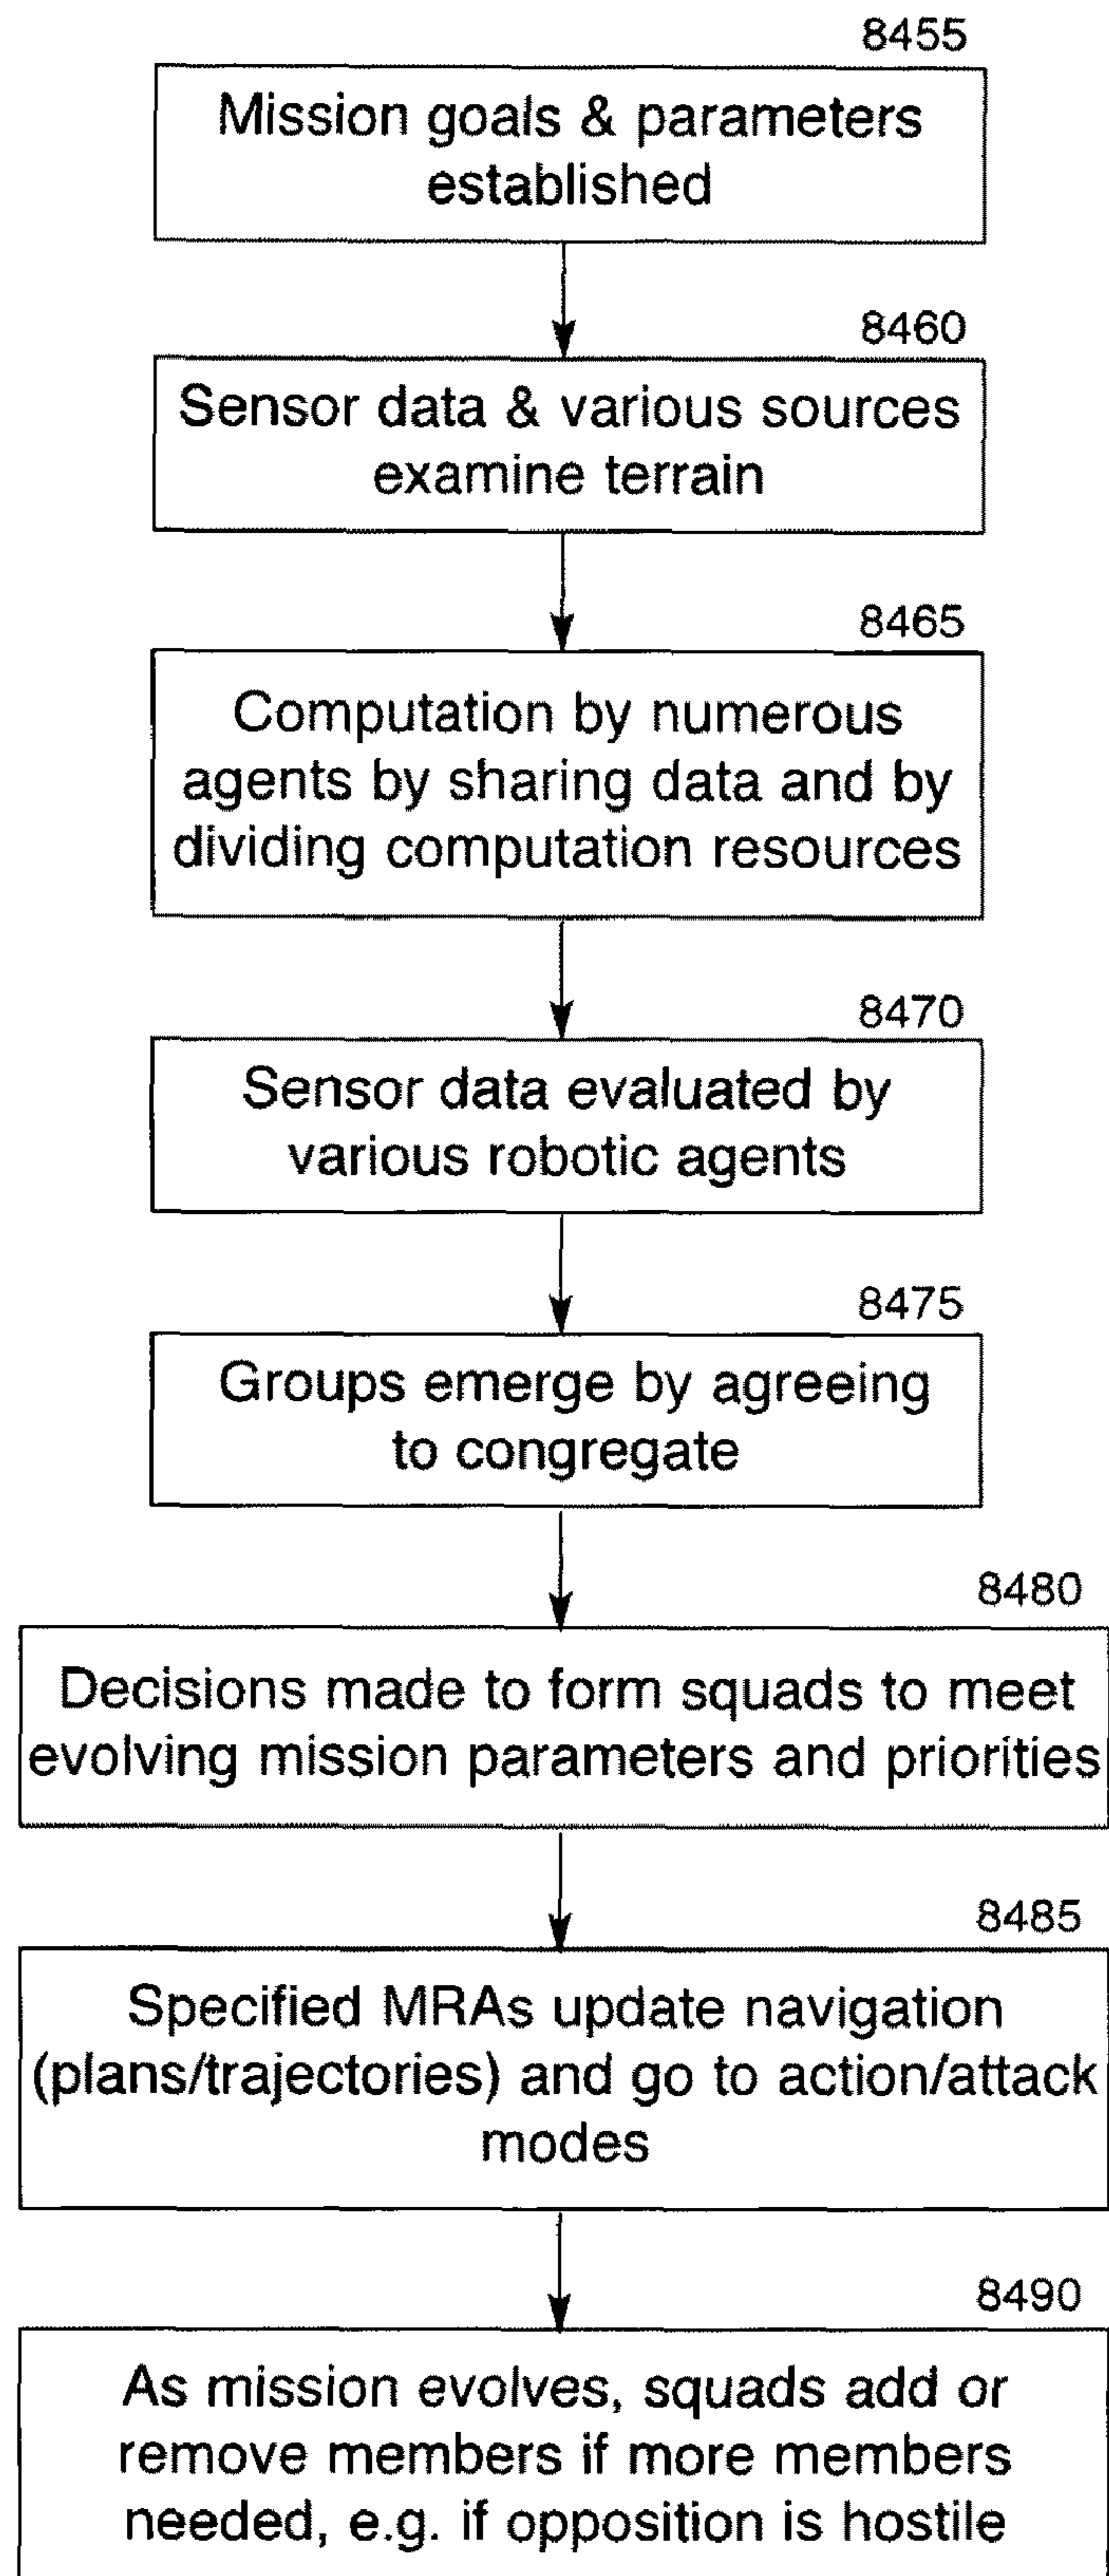 8455
Mission goals & parameters
established
8460
Sensor data & various sources
examine terrain
8465
Computation by numerous
agents by sharing data and by
dividing computation resources
8470
Sensor data evaluated by
various robotic agents
8475
Groups emerge by agreeing
to congregate
8480
Decisions made to form squads to meet
evolving mission parameters and priorities
8485
Specified MRAs update navigation
(plans/trajectories) and go to action/attack
modes
8490
As mission evolves, squads add or
remove members if more members
needed, e.g. if opposition is hostile